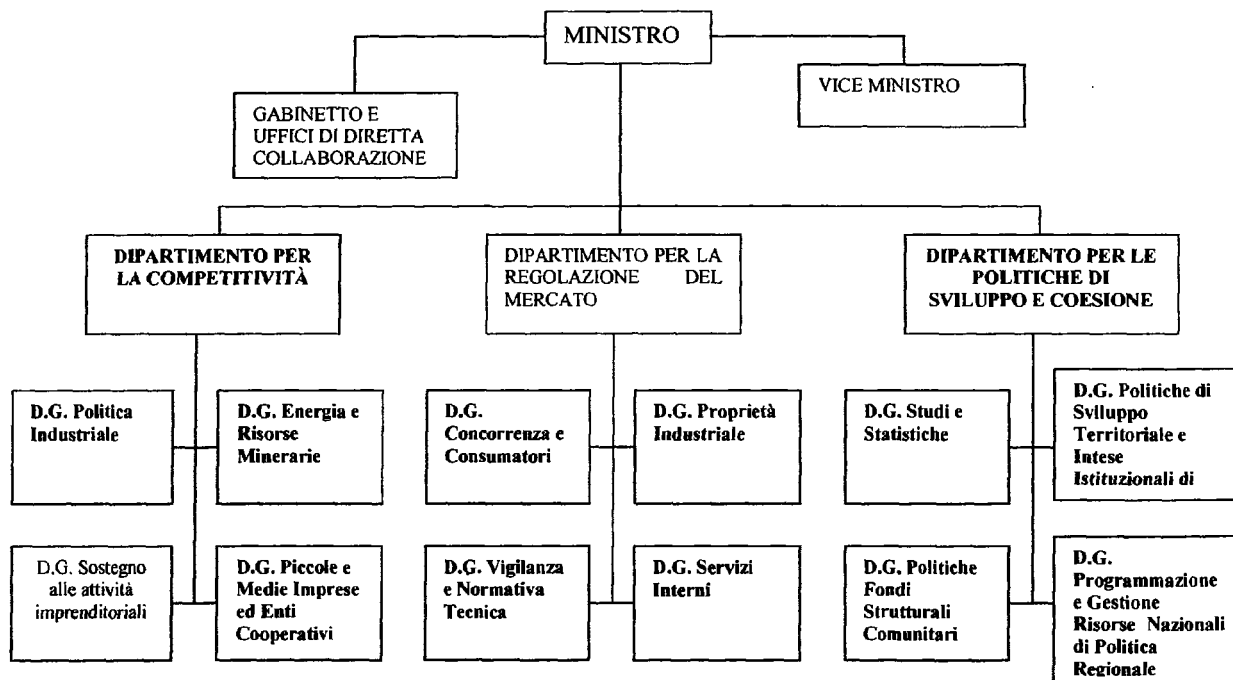 MINISTRO
VICE MINISTRO
GABINETTO E
UFFICI DI DIRETTA
COLLABORAZIONE
DIPARTIMENTO PER
LA COMPETITIVITÀ
DIPARTIMENTO PER LA
REGOLAZIONE DEL
MERCATO
DIPARTIMENTO PER LE
POLITICHE DI
SVILUPPO E COESIONE
D.G. Politica
Industriale
D.G. Energia e
Risorse
Minerarie
D.G.
Concorrenza e
Consumatori
D.G. Proprietà
Industriale
D.G. Studi e
Statistiche
D.G. Politiche di
Sviluppo
Territoriale e
Intese
Istituzionali di
D.G. Sostegno
alle attività
imprenditoriali
D.G. Piccole e
Medie Imprese
ed Enti
Cooperativi
D.G. Vigilanza
e Normativa
Tecnica
D.G. Servizi
Interni
D.G. Politiche
Fondi
Strutturali
Comunitari
D.G.
Programmazione
e Gestione
Risorse Nazionali
di Politica
Regionale